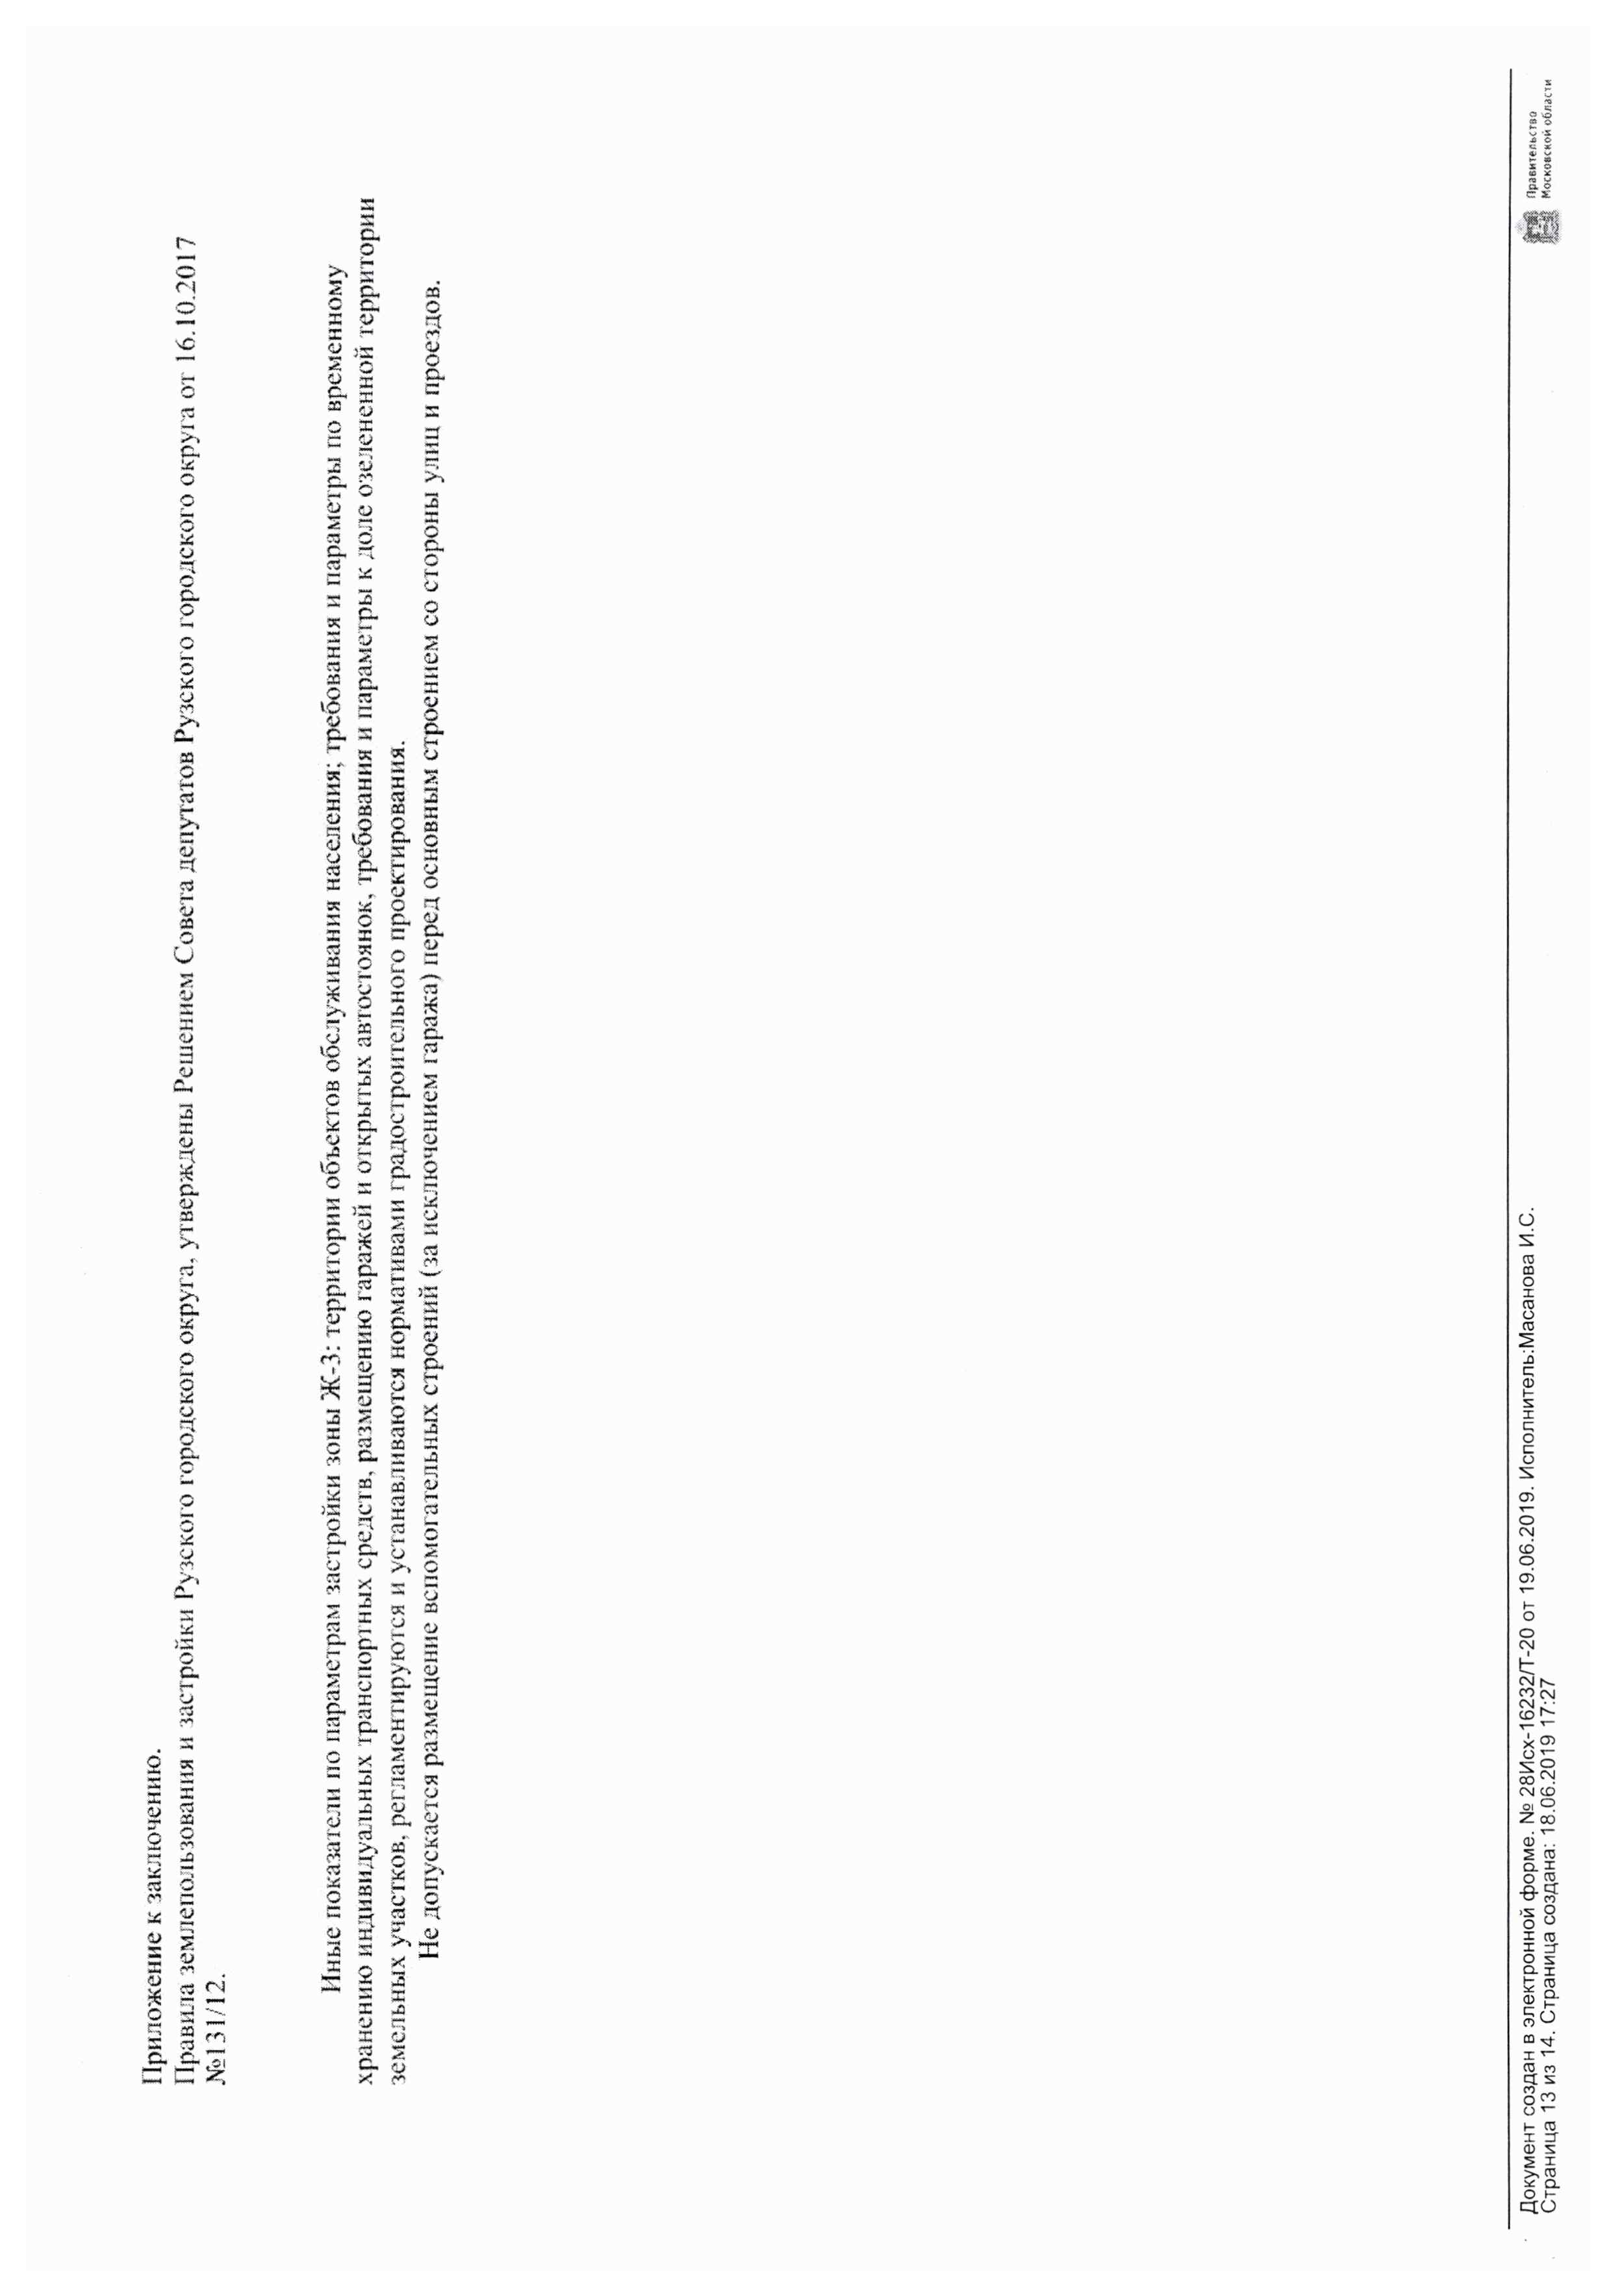 Приложение к заключению.
Правила землепользования и застройки Рузского городского округа, утверждены Решением Совета депутатов Рузского городского округа от 16.10.2017
№131/12.
Иные показатели по параметрам застройки зоны Ж-3: территории объектов обслуживания населения; требования и параметры по временному
хранению индивидуальных транспортных средств, размещению гаражей и открытых автостоянок, требования и параметры к доле озелененной территории
земельных участков, регламентируются и устанавливаются нормативами градостроительного проектирования.
Не допускается размещение вспомогательных строений (за исключением гаража) перед основным строением со стороны улиц и проездов.
Документ создан в электронной форме. № 28Исх-16232/Т-20 от 19.06.2019. Исполнитель:Масанова И.С.
Страница 13 из 14. Страница создана: 18.06.2019 17:27
Правительство
Московской области